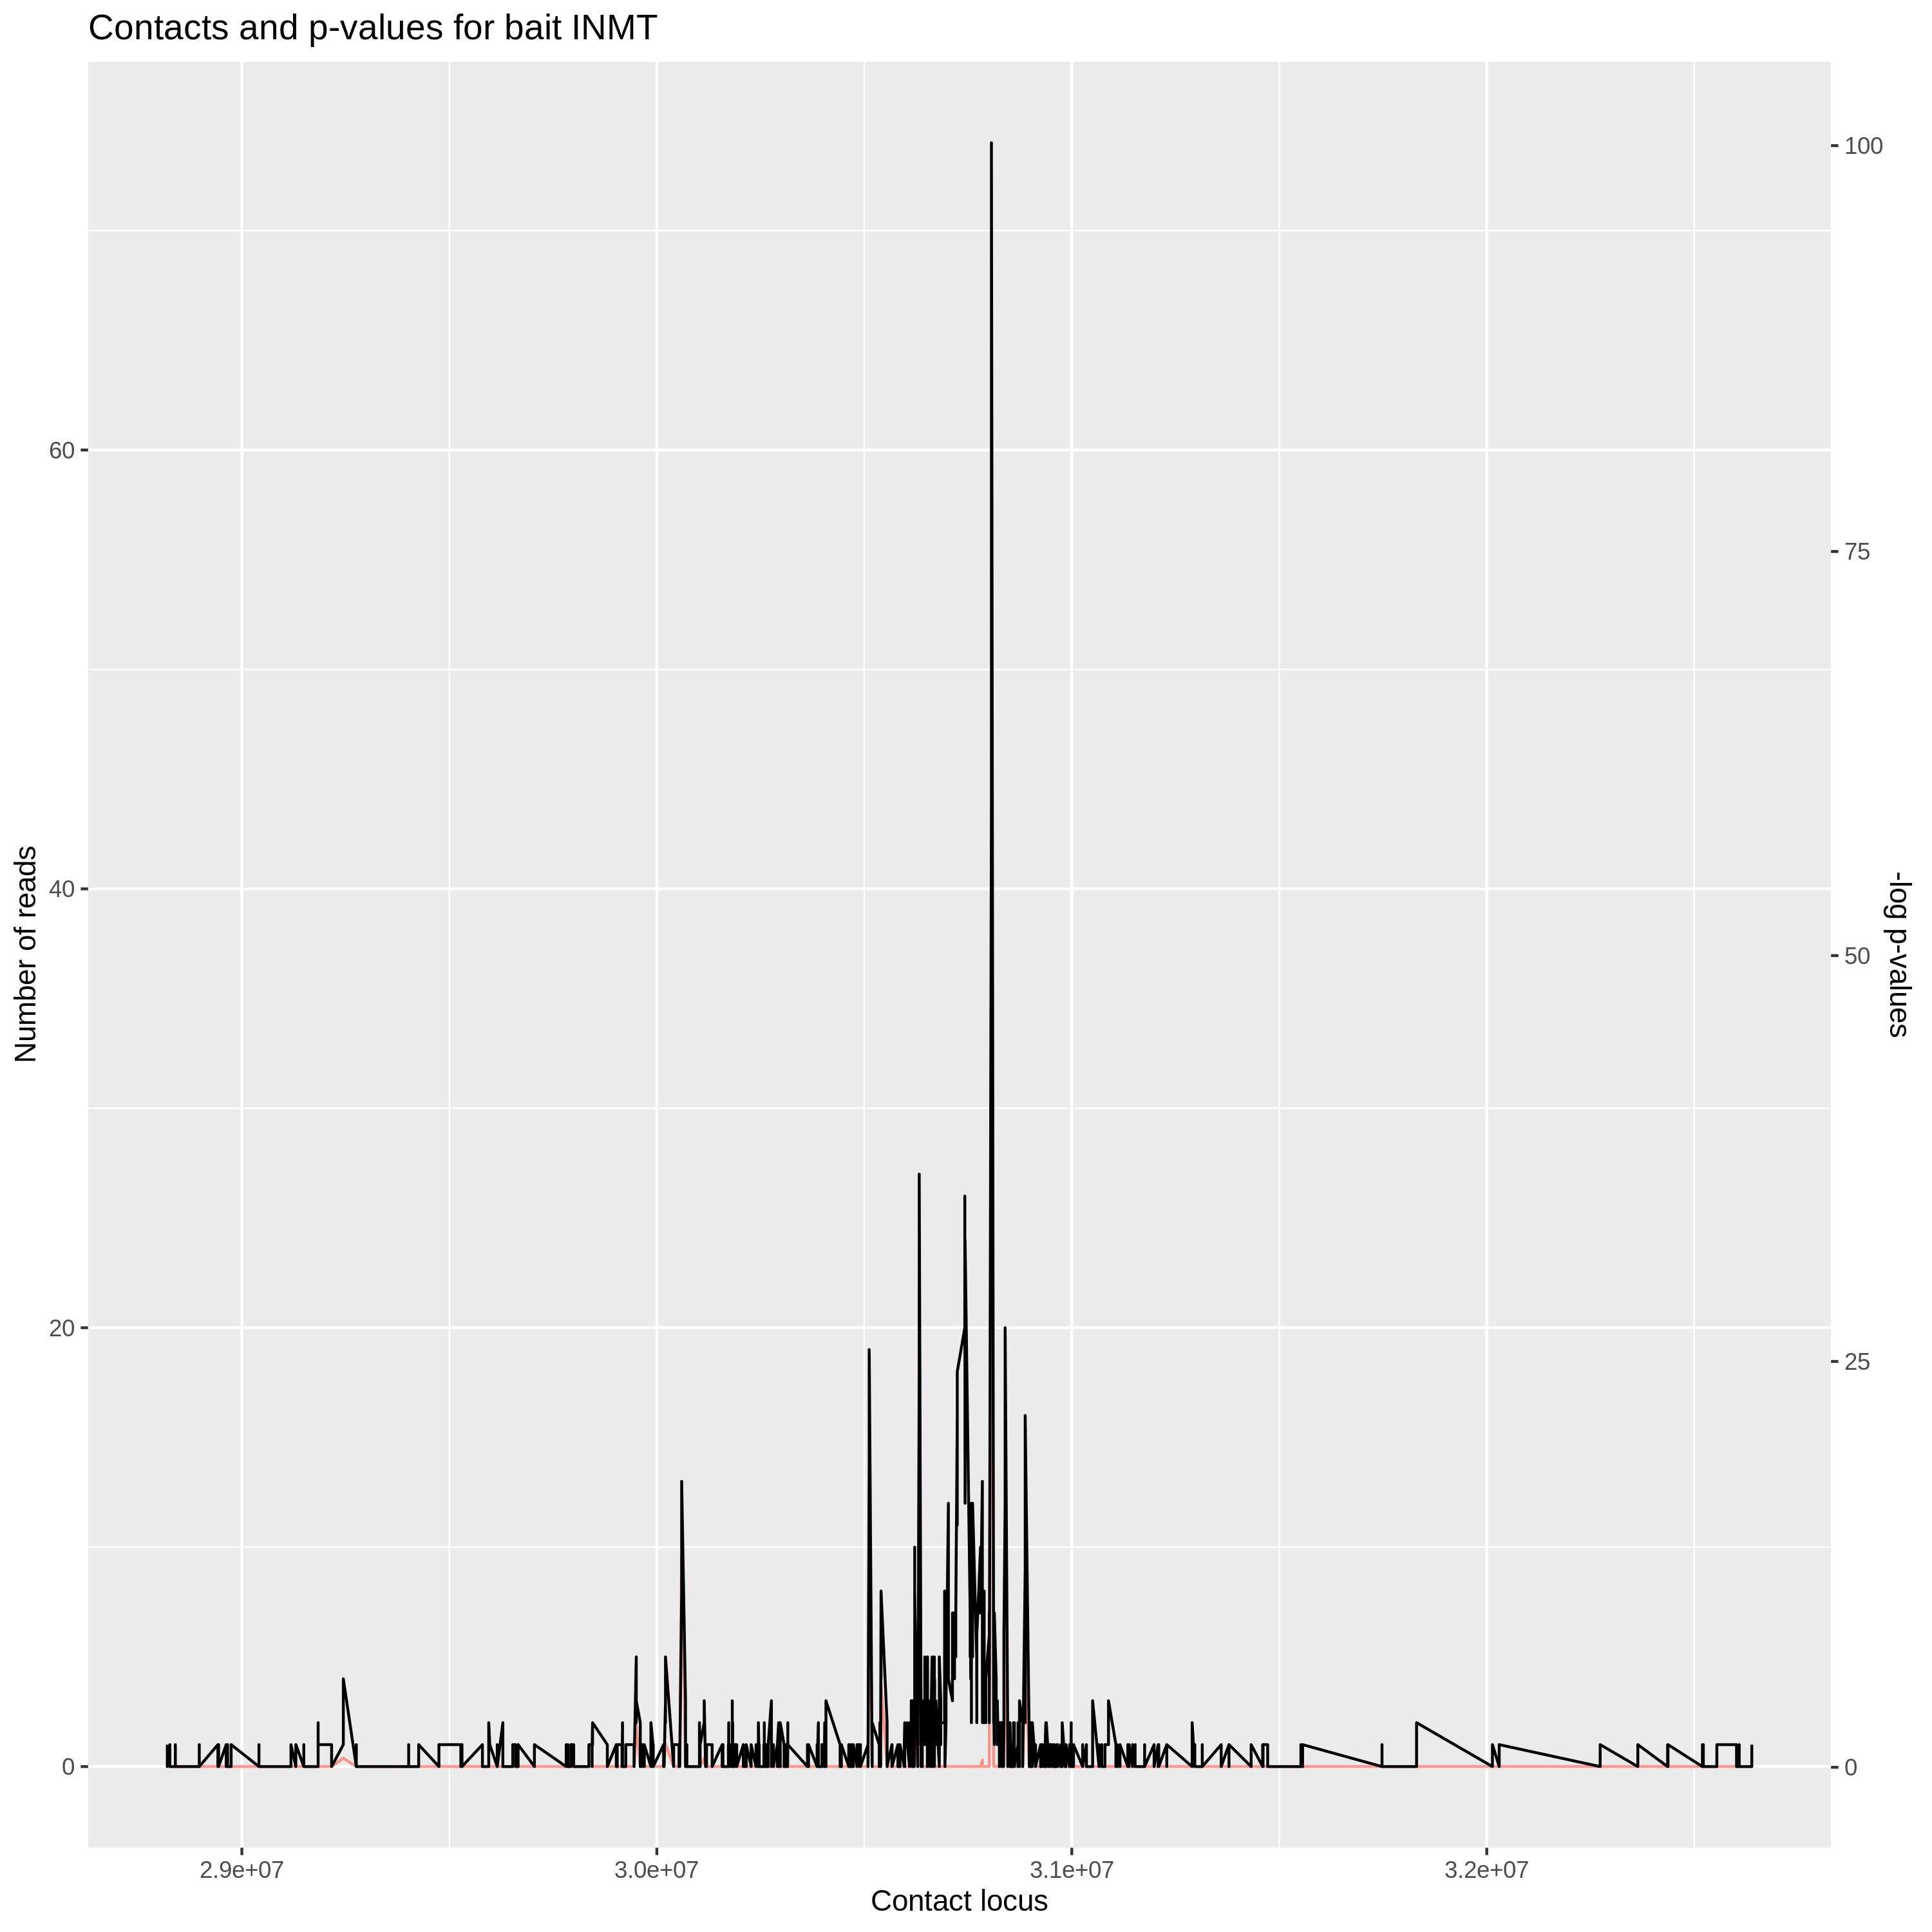 Contacts and p-values for bait INMT
100
75
50
25
0
60
40
20
0
Number of reads
-log p-values
2.9e+07
3.0e+07
3.1e+07
3.2e+07
Contact locus